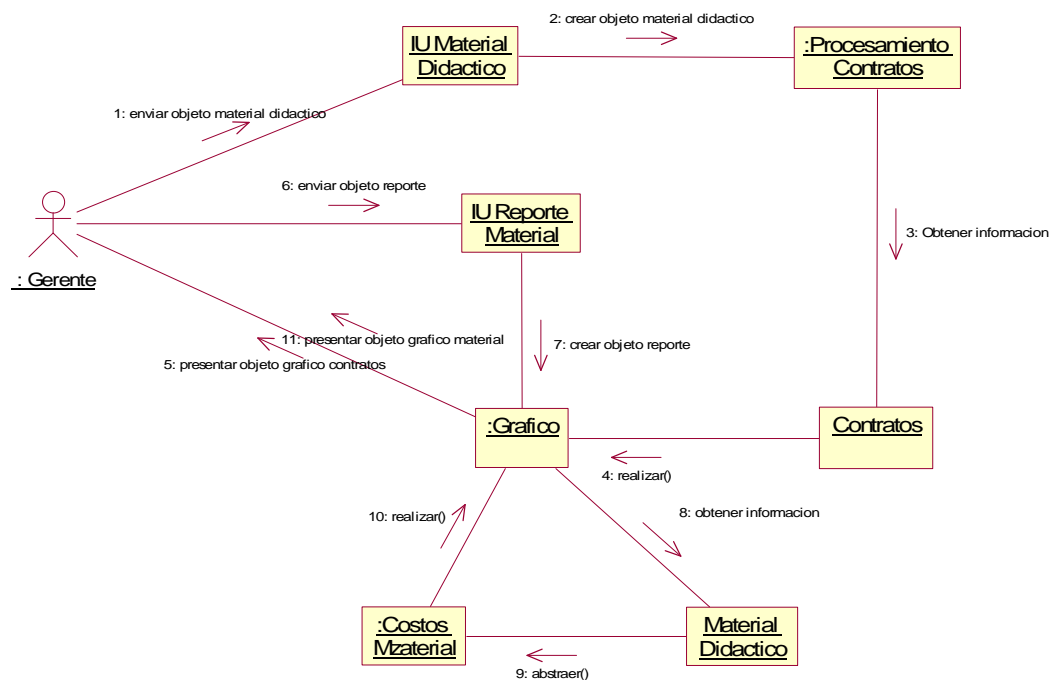 2: crear objeto material didactico
IU Material
Didactico
:Procesamiento
Contratos
1: enviar objeto material didactico
6: enviar objeto reporte
IU Reporte
Material
3: Obtener informacion
: Gerente
11: presentar objeto grafico material
7: crear objeto reporte
5: presentar objeto grafico contratos
:Grafico
Contratos
4: realizar()
10: realizar()
8: obtener informacion
:Costos
Mzaterial
Material
Didactico
9: abstraer()